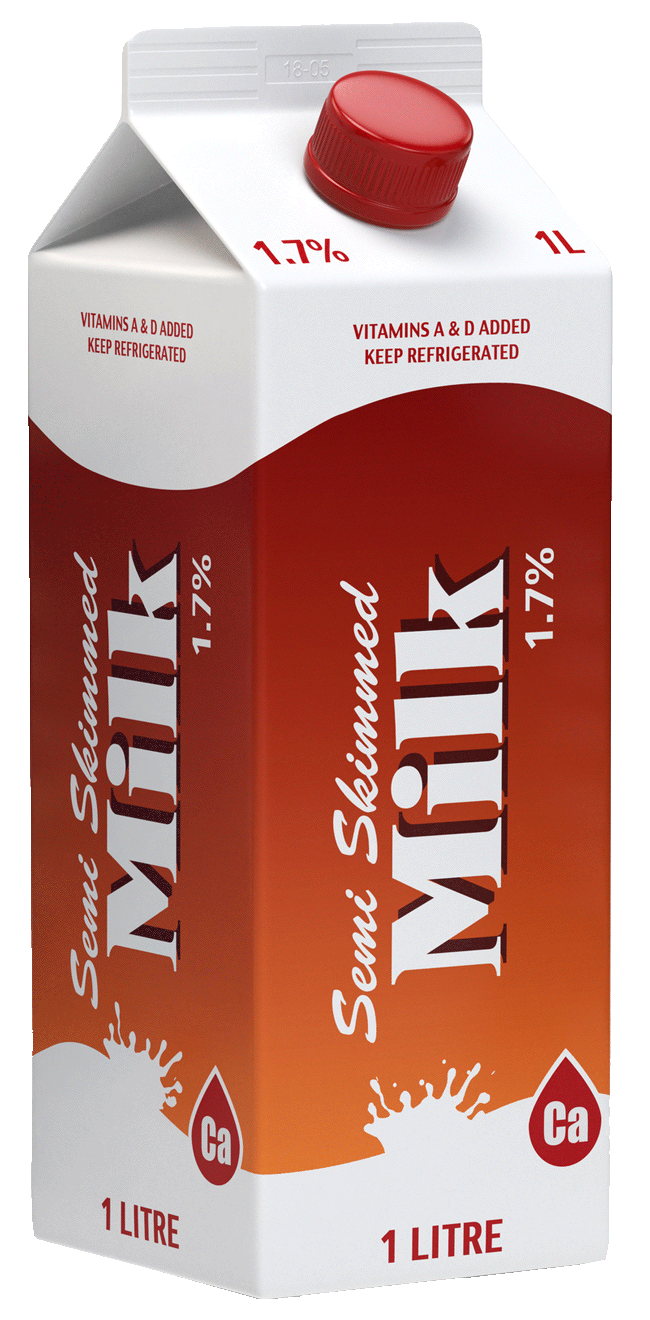 18-05
1.7%
1L
VITAMINS A & D ADDED
KEEP REFRIGERATED
VITAMINS A & D ADDED
KEEP REFRIGERATED
Semi Skimmed
Milk
1.7%
Semi Skimmed
Milk
1.7%
Ca
Ca
1 LITRE
1 LITRE